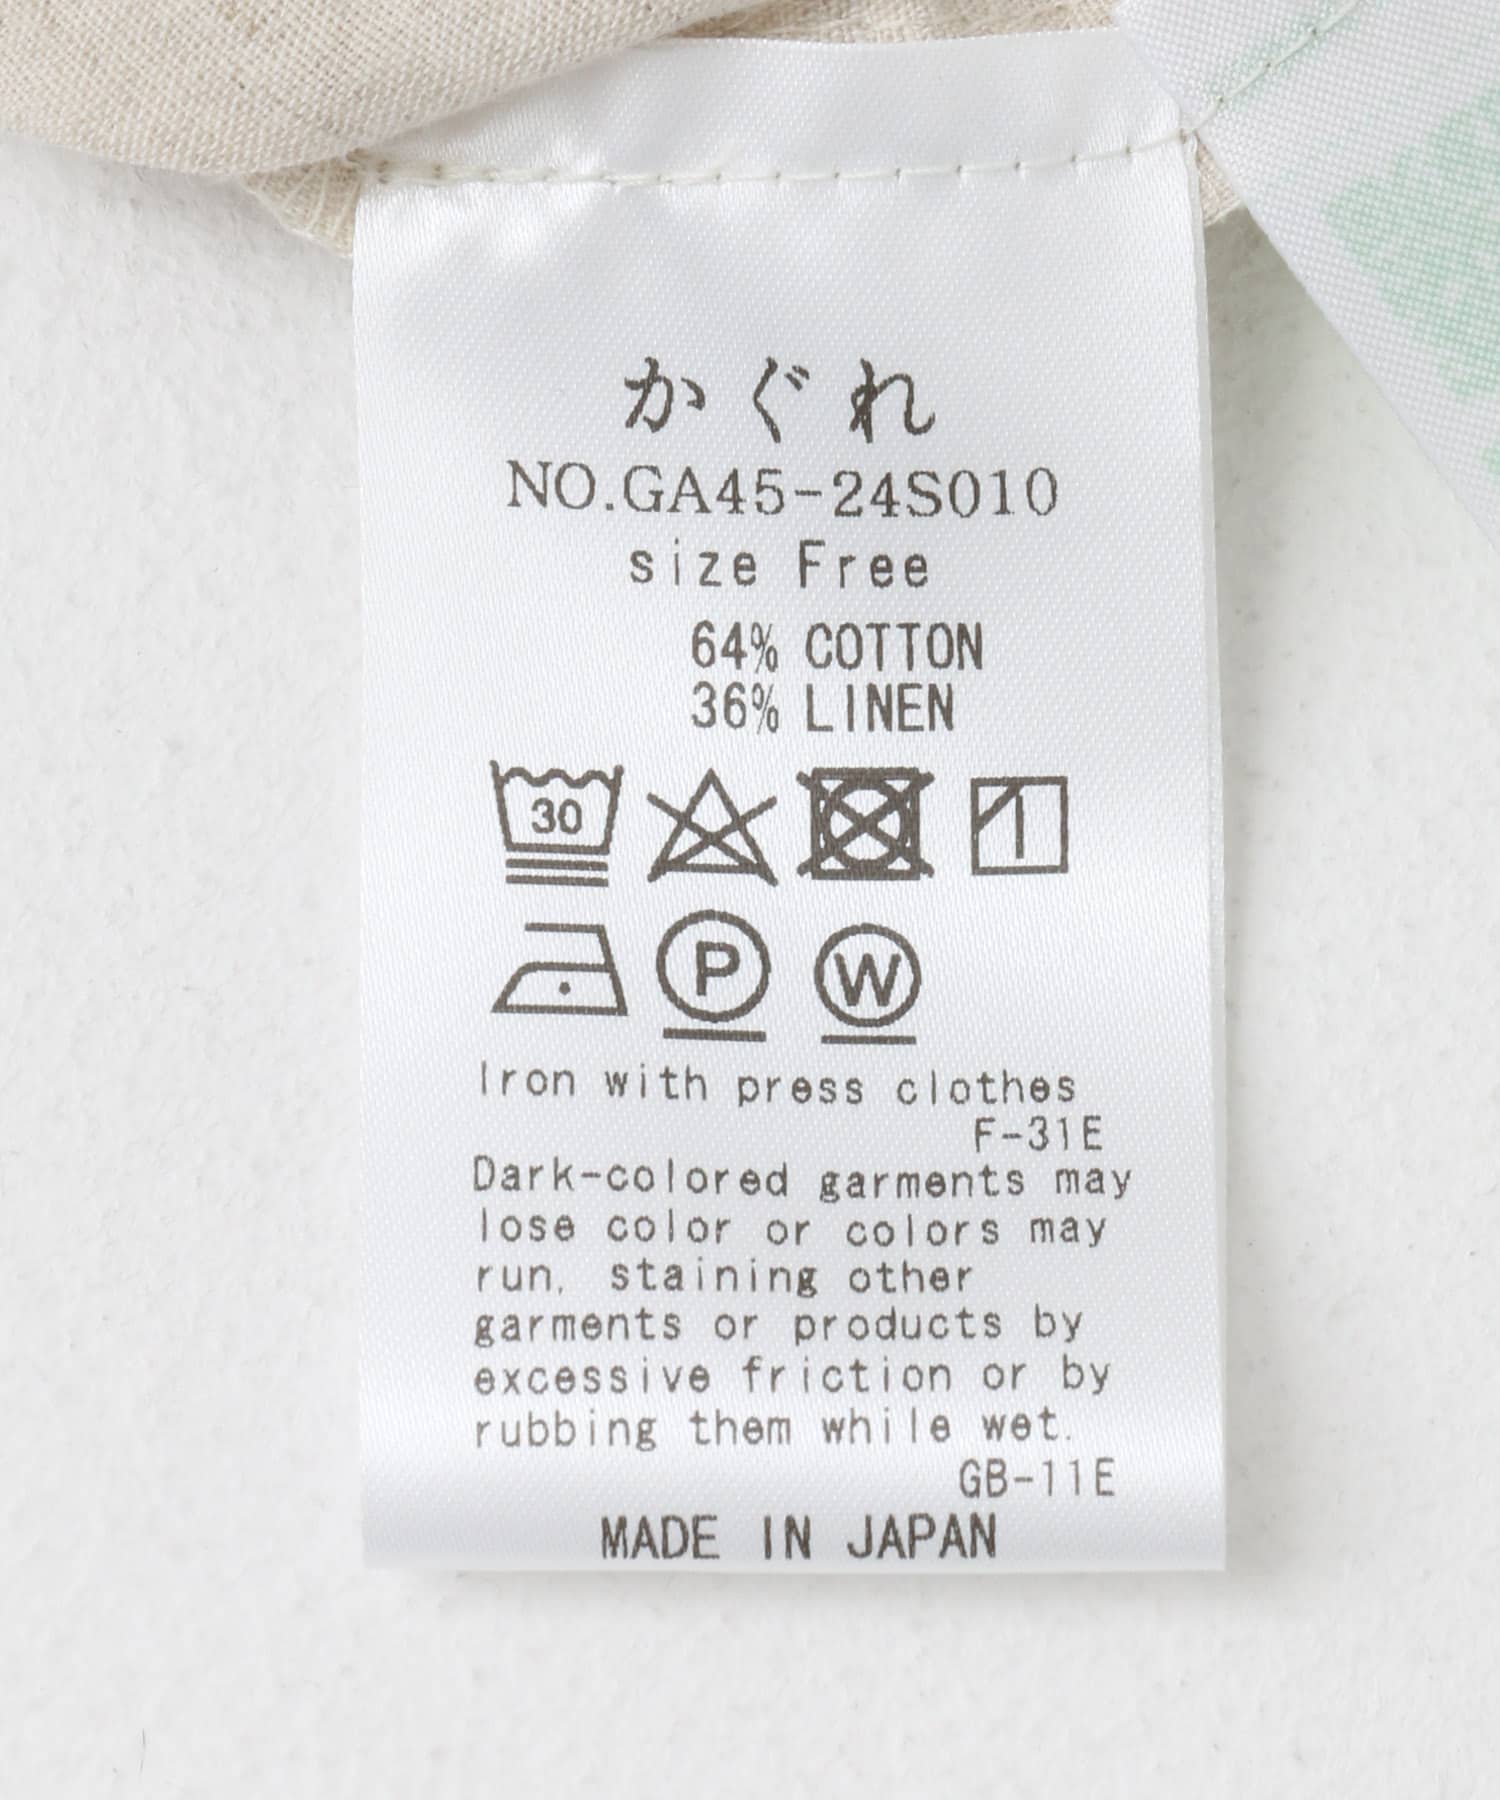 かぐれ
NO.GA45-24S010
size Free
64% COTTON
36% LINEN
30
P W
Iron with press clothes
F-31E
Dark-colored garments may
lose color or colors may
run, staining other
garments or products by
excessive friction or by
rubbing them while wet.
GB-11E
MADE IN JAPAN